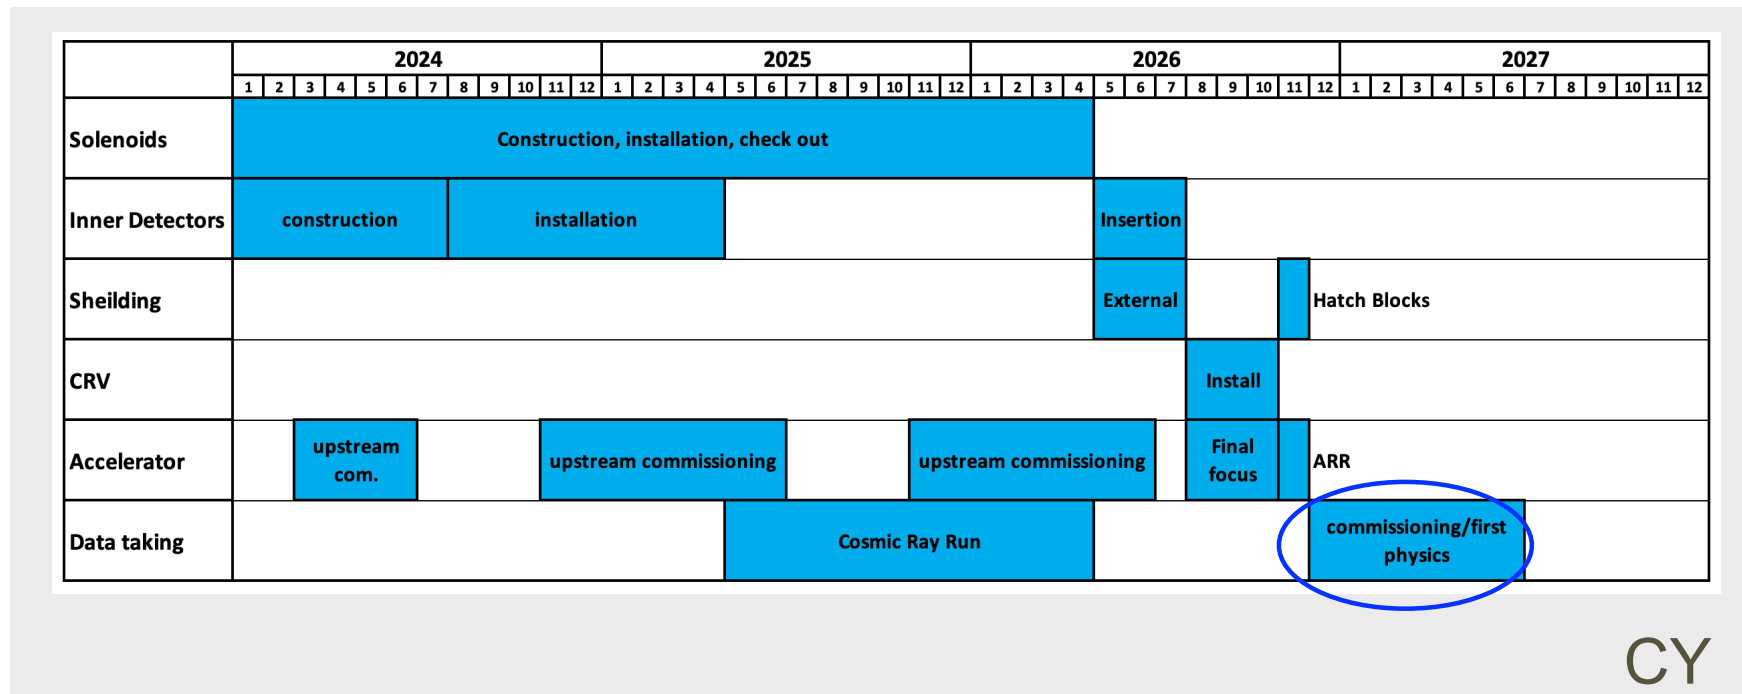 2024 2025 2026 2027
1 2 3 4 5 6 7 8 9 10 11 12 1 2 3 4 5 6 7 8 9 10 11 12 1 2 3 4 5 6 7 8 9 10 11 12 1 2 3 4 5 6 7 8 9 10 11 12
Solenoids
Construction, installation, check out
Inner Detectors
construction
installation
Insertion
Sheilding
External
Hatch Blocks
CRV
Install
Accelerator
upstream
com.
upstream commissioning
upstream commissioning
Final
focus
ARR
Data taking
Cosmic Ray Run
commissioning/first
physics
CY